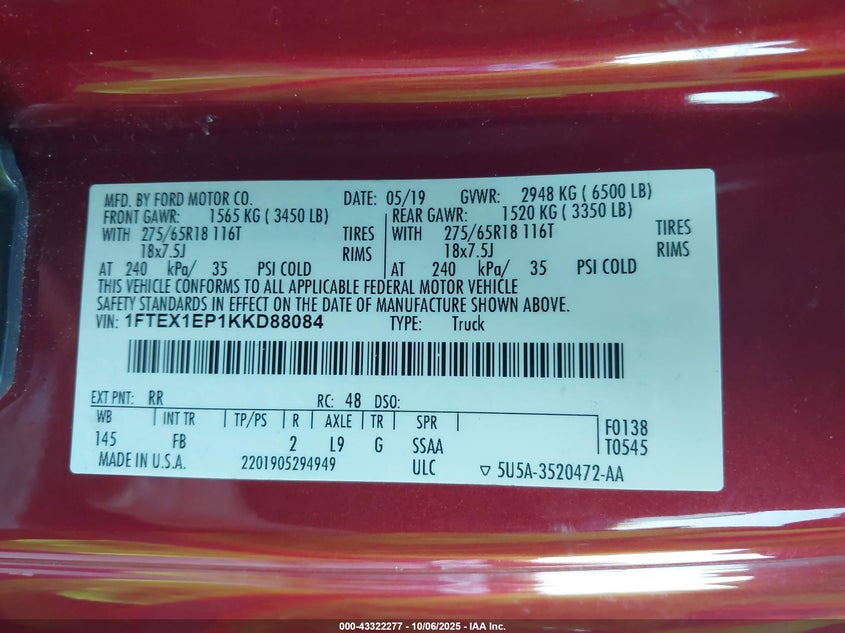 MFD. BY FORD MOTOR CO. DATE: 05/19 GVWR: 2948 KG ( 6500 LB)
FRONT GAWR: 1565 KG ( 3450 LB) REAR GAWR: 1520 KG ( 3350 LB)
WITH 275/65R18 116T TIRES WITH 275/65R18 116T TIRES
18x7.5J RIMS 18x7.5J RIMS
AT 240 kPa/ 35 PSI COLD AT 240 kPa/ 35 PSI COLD
THIS VEHICLE CONFORMS TO ALL APPLICABLE FEDERAL MOTOR VEHICLE
SAFETY STANDARDS IN EFFECT ON THE DATE OF MANUFACTURE SHOWN ABOVE.
VIN: 1FTEX1EP1KKD88084 TYPE: Truck
EXT PNT: RR RC: 48 DSO:
WB INT TR TP/PS R AXLE TR SPR F0138
145 FB 2 L9 G SSAA T0545
MADE IN U.S.A. 2201905294949 ULC ▽ 5U5A-3520472-AA
000-43322277 - 10/06/2025 - IAA Inc.